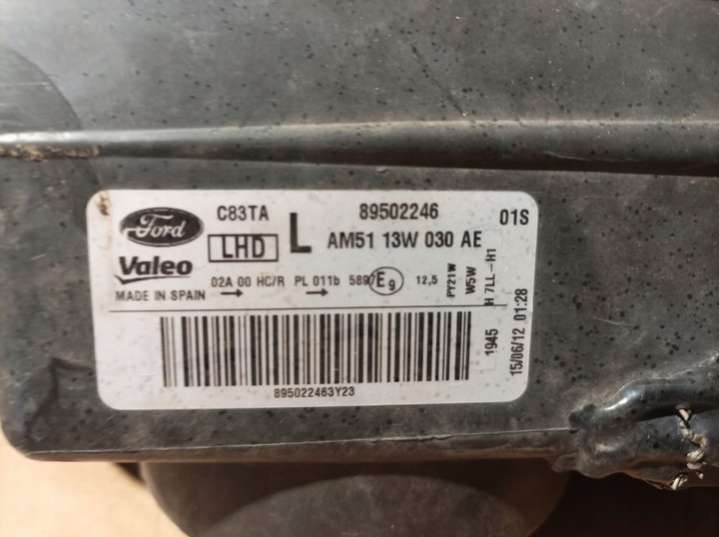 Ford C83TA 89502246 01S
LHD L AM51 13W 030 AE
Valeo 02A 00 HC/R PL 011b 5897 E9 12,5
MADE IN SPAIN
PY21W
W5W
H7LL-H1
1945 15/06/12 01:28
895022463Y23